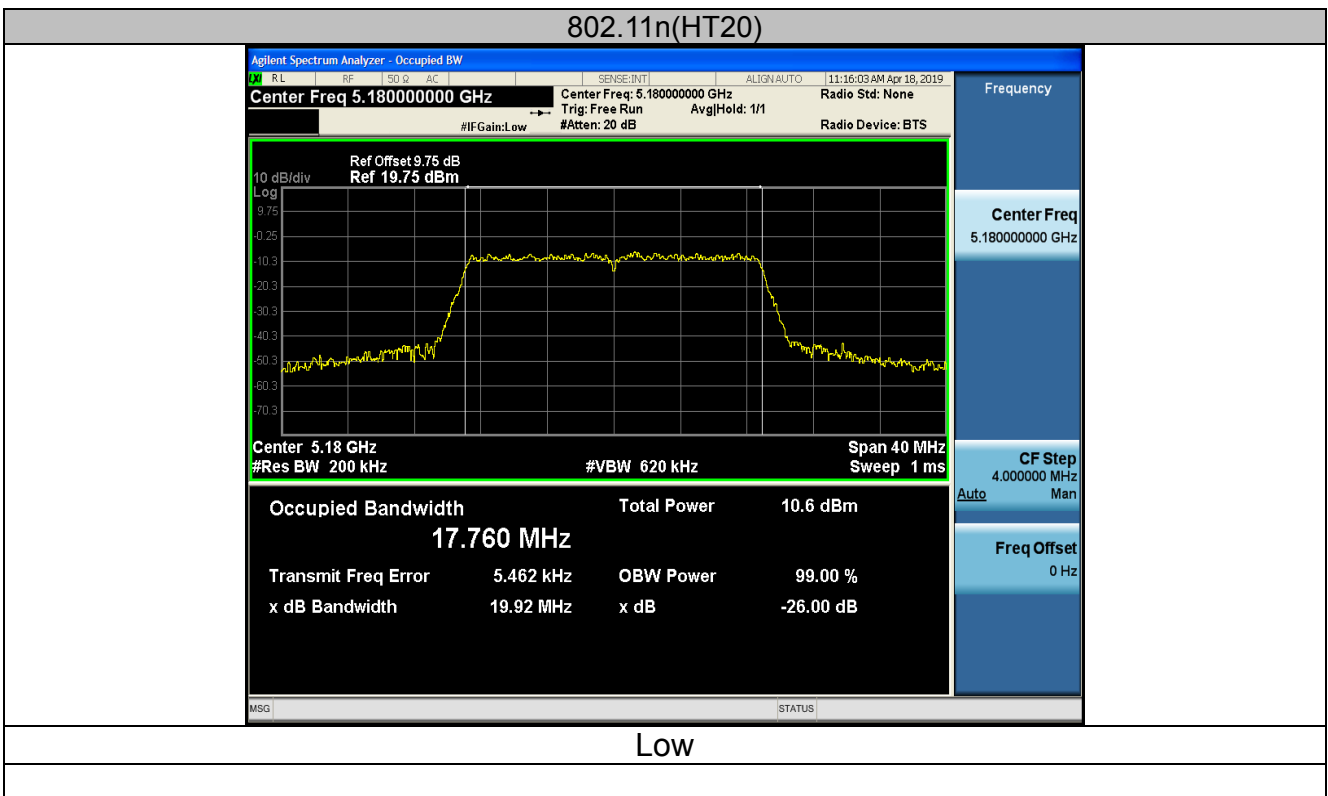 802.11n(HT20)
Agilent Spectrum Analyzer - Occupied BW
LXI RL RF 50 Ω AC SENSE:INT ALIGN AUTO 11:16:03 AM Apr 18, 2019
Center Freq 5.180000000 GHz
Center Freq: 5.180000000 GHz
Radio Std: None
Trig: Free Run
Avg|Hold: 1/1
#IFGain:Low
#Atten: 20 dB
Radio Device: BTS
Ref Offset 9.75 dB
10 dB/div
Ref 19.75 dBm
Log
9.75
-0.25
-10.3
-20.3
-30.3
-40.3
-50.3
-60.3
-70.3
Center 5.18 GHz
Span 40 MHz
#Res BW 200 kHz
#VBW 620 kHz
Sweep 1 ms
Occupied Bandwidth
17.760 MHz
Total Power 10.6 dBm
Transmit Freq Error 5.462 kHz
OBW Power 99.00 %
x dB Bandwidth 19.92 MHz
x dB -26.00 dB
Frequency
Center Freq
5.180000000 GHz
CF Step
4.000000 MHz
Auto Man
Freq Offset
0 Hz
MSG
STATUS
Low